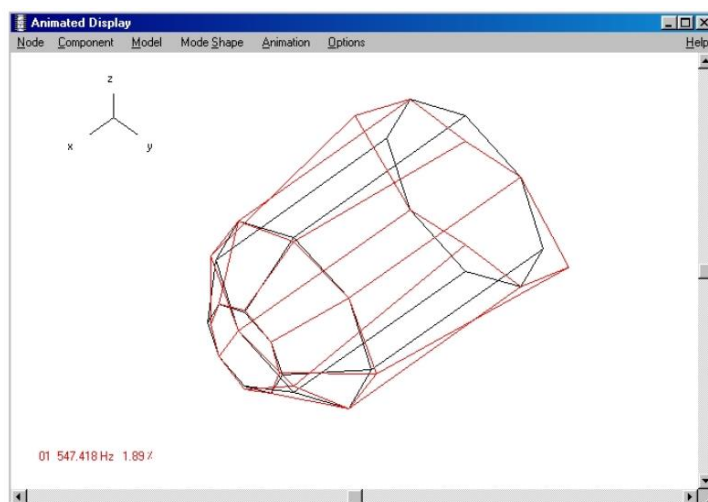 Animated Display
Node Component Model Mode Shape Animation Options Help
z
x y
01 547.418 Hz 1.89 %